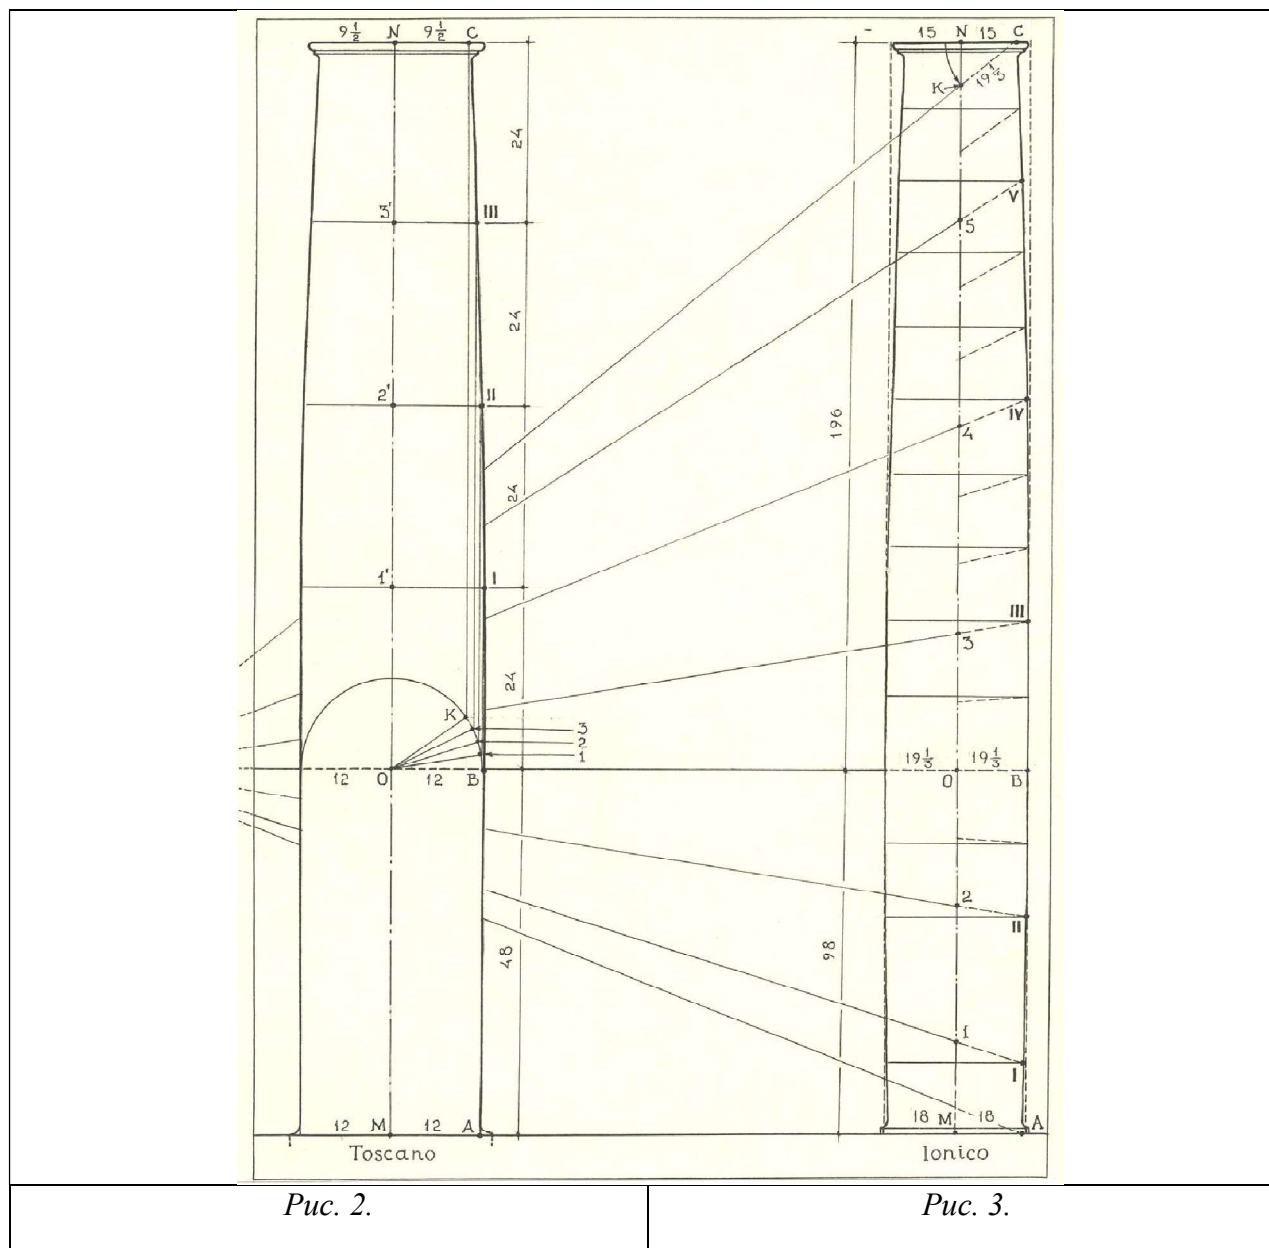 9 1/2 N 9 1/2 C
15 N 15 C
K 19 1/3
24
V
3' III
5
24
2' II
IV
196
4
24
1' I
III
3
24
K
3
2
1
12 O 12 B
19 1/3 19 1/3
O B
2
II
48
98
1
I
12 M 12 A
18 M 18 A
Toscano Ionico
Рис. 2. Рис. 3.